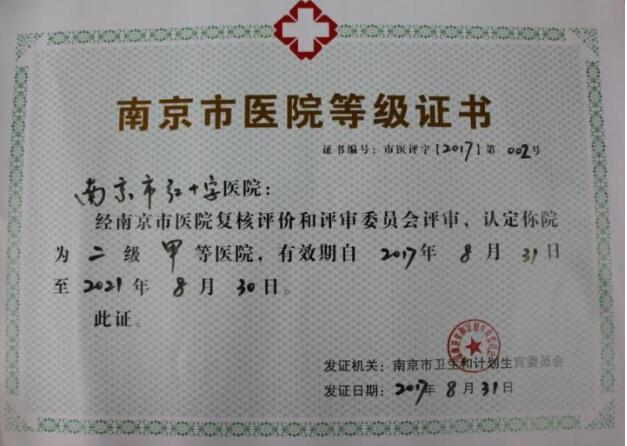 南京市医院等级证书
证书编号：市医评字【2017】第 002号
南京市红十字医院：
经南京市医院复核评价和评审委员会评审，认定你院
为 二 级 甲 等医院，有效期自 2017 年 8 月 31 日
至 2021 年 8 月 30 日。
此证。
发证机关：南京市卫生和计划生育委员会
发证日期：2017年 8 月 31 日